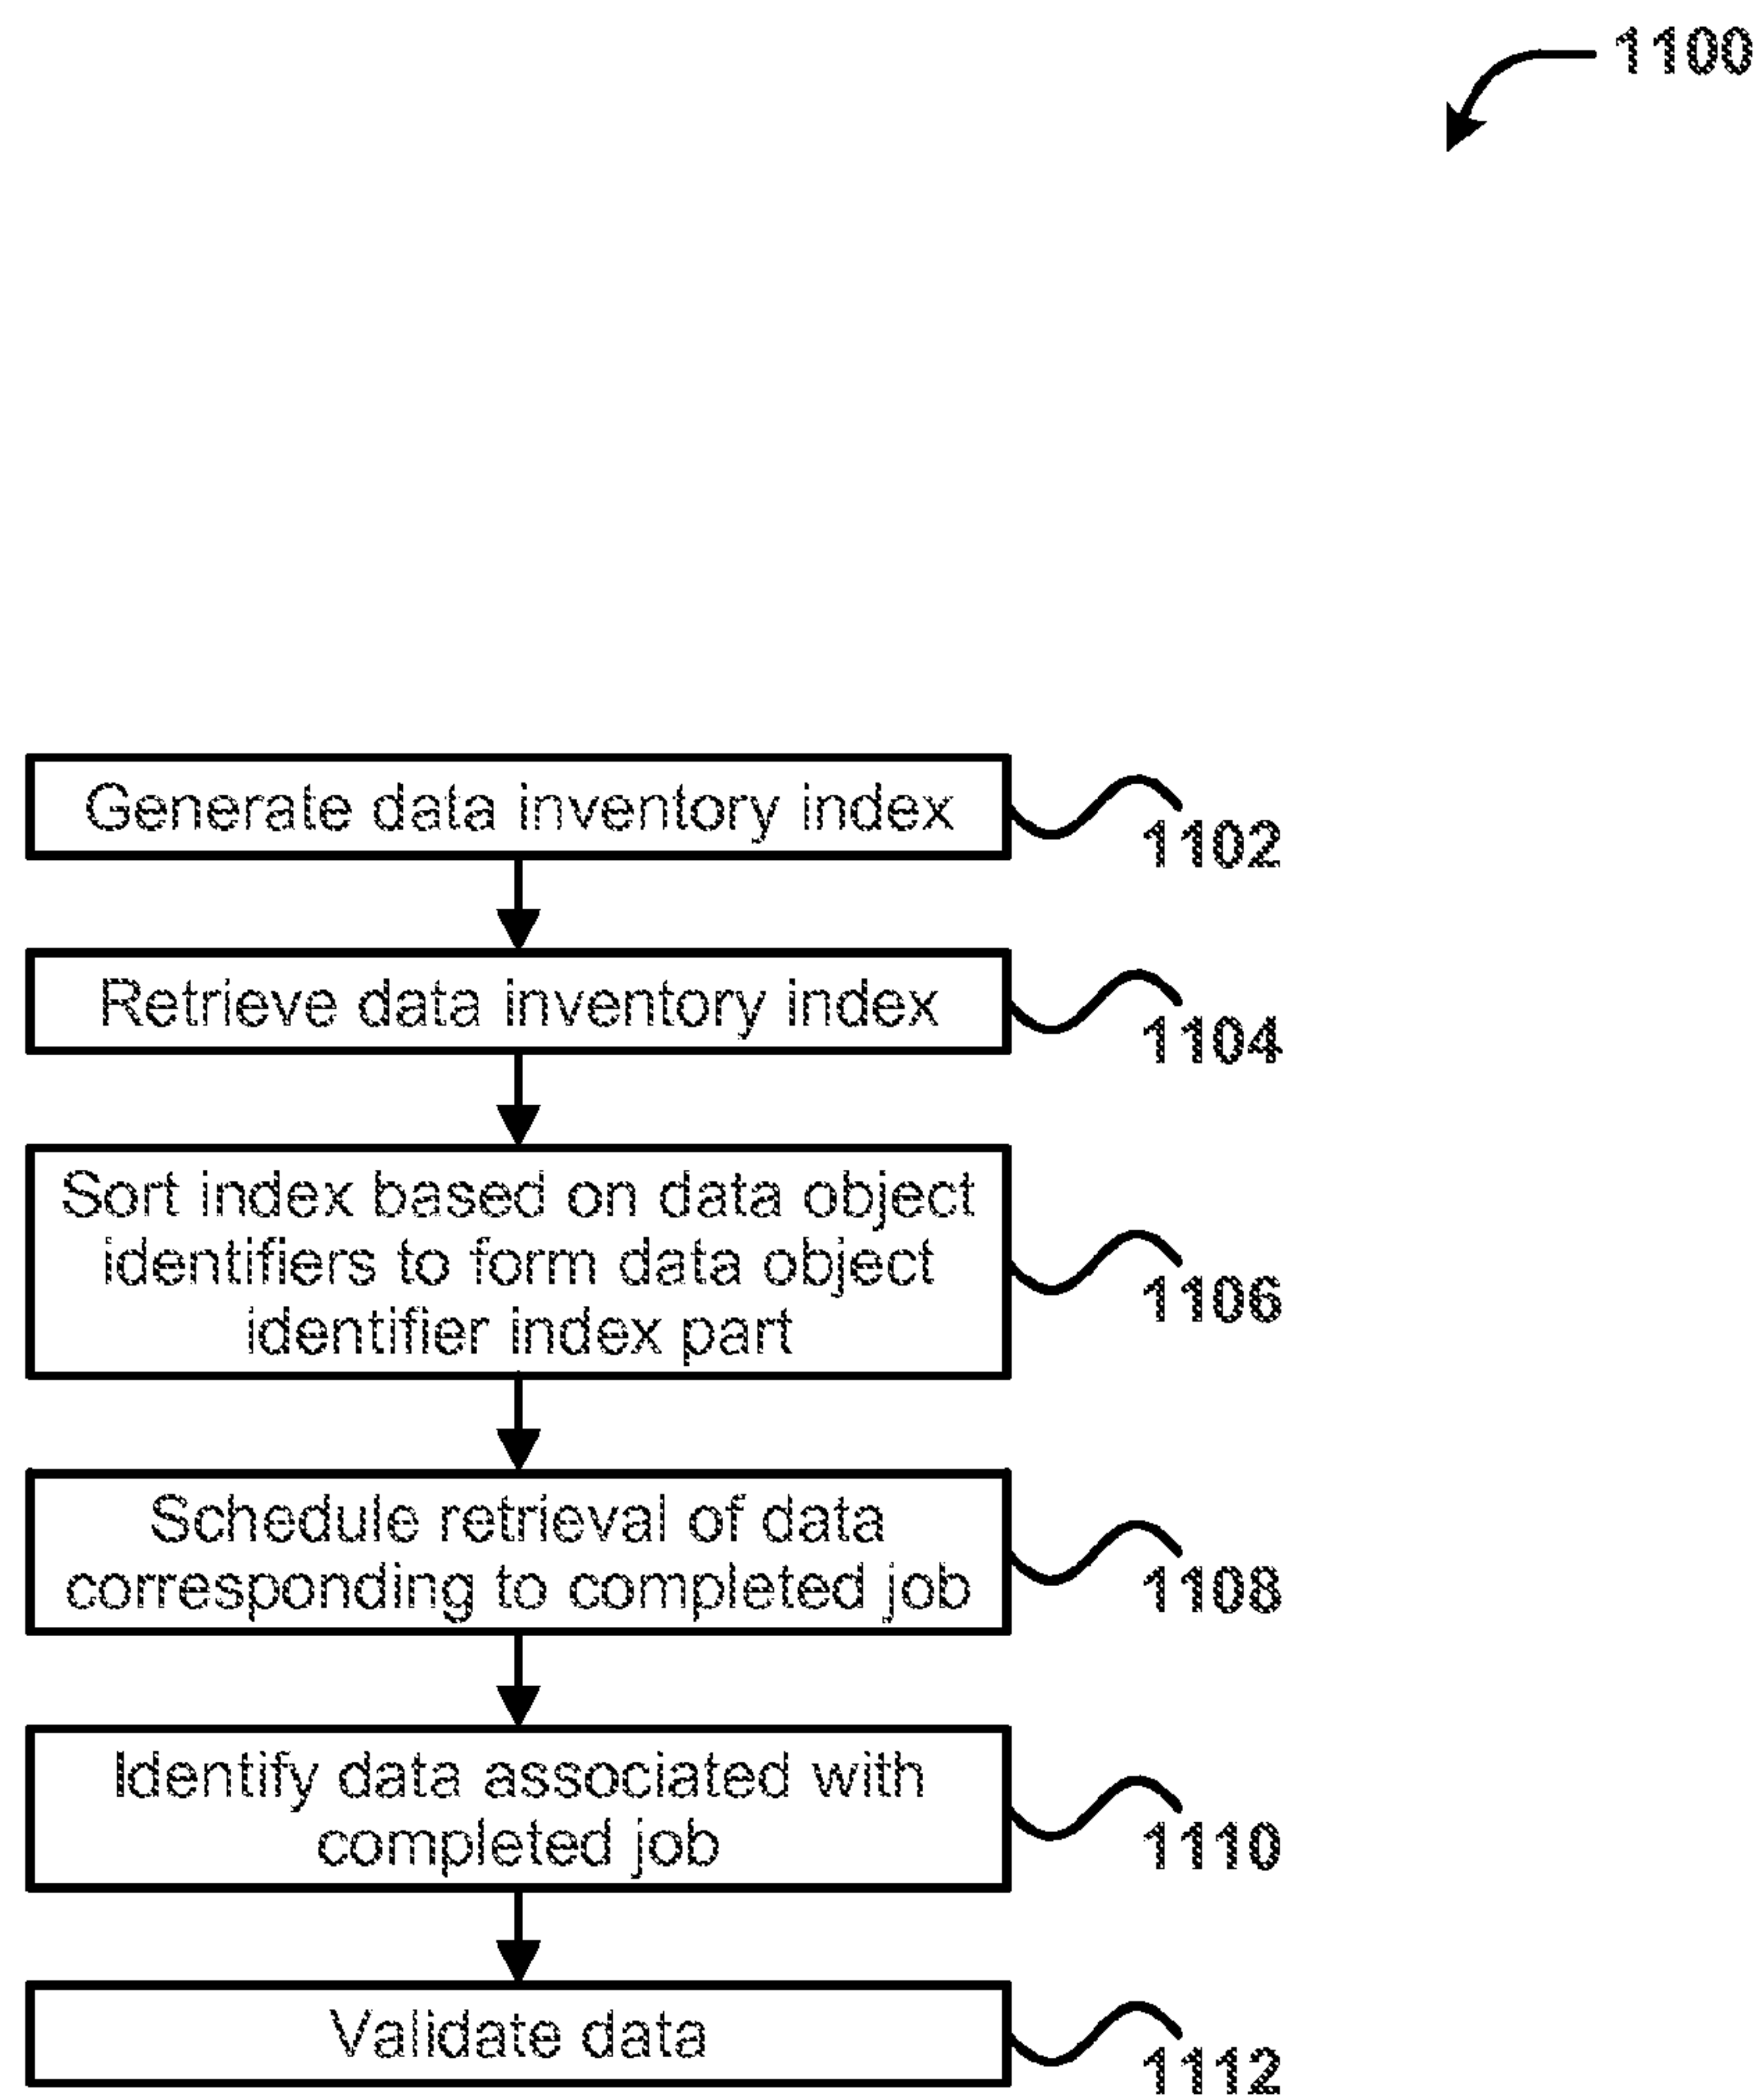 1100
Generate data inventory index
1102
Retrieve data inventory index
1104
Sort index based on data object
identifiers to form data object
identifier index part
1106
Schedule retrieval of data
corresponding to completed job
1108
Identify data associated with
completed job
1110
Validate data
1112